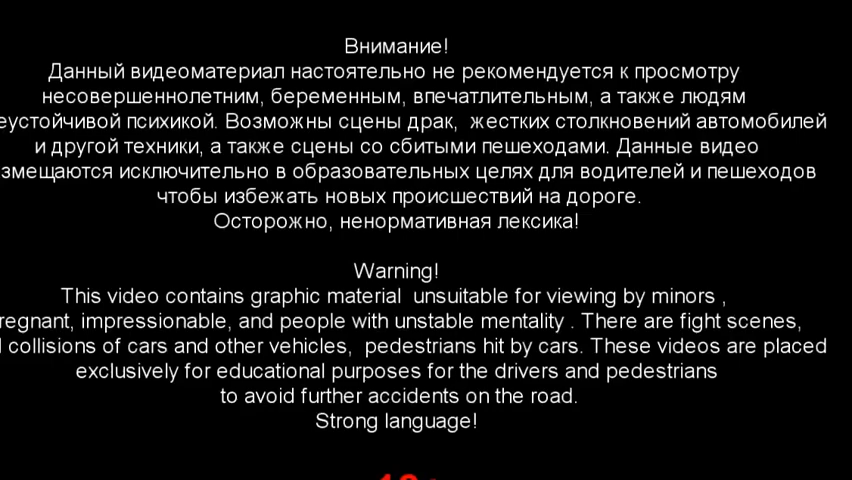 Внимание!
Данный видеоматериал настоятельно не рекомендуется к просмотру
несовершеннолетним, беременным, впечатлительным, а также людям
еустойчивой психикой. Возможны сцены драк, жестких столкновений автомобилей
и другой техники, а также сцены со сбитыми пешеходами. Данные видео
змещаются исключительно в образовательных целях для водителей и пешеходов
чтобы избежать новых происшествий на дороге.
Осторожно, ненормативная лексика!
Warning!
This video contains graphic material unsuitable for viewing by minors ,
regnant, impressionable, and people with unstable mentality . There are fight scenes,
collisions of cars and other vehicles, pedestrians hit by cars. These videos are placed
exclusively for educational purposes for the drivers and pedestrians
to avoid further accidents on the road.
Strong language!